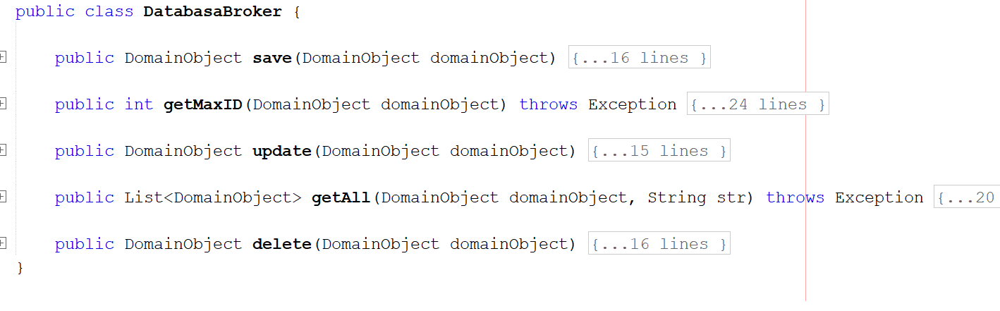 public class DatabasaBroker {
public DomainObject save(DomainObject domainObject) {...16 lines }
public int getMaxID(DomainObject domainObject) throws Exception {...24 lines }
public DomainObject update(DomainObject domainObject) {...15 lines }
public List<DomainObject> getAll(DomainObject domainObject, String str) throws Exception {...20
public DomainObject delete(DomainObject domainObject) {...16 lines }
}